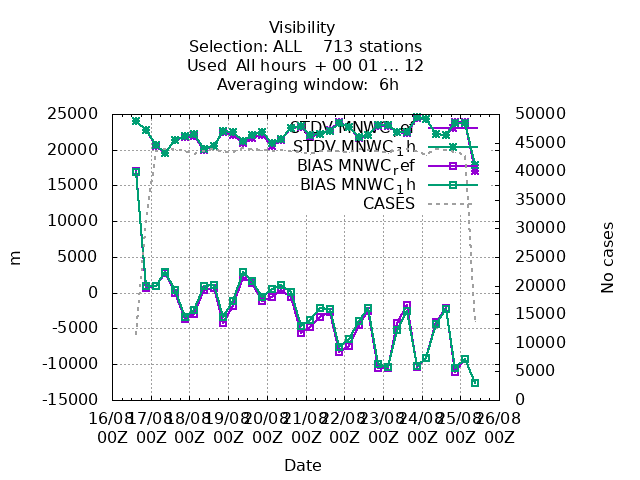 Visibility
Selection: ALL 713 stations
Used All hours + 00 01 ... 12
Averaging window: 6h
25000
20000
15000
10000
5000
0
-5000
-10000
-15000
m
50000
45000
40000
35000
30000
25000
20000
15000
10000
5000
0
No cases
STDV MNWC_ref
STDV MNWC_1h
BIAS MNWC_ref
BIAS MNWC_1h
CASES
16/08 17/08 18/08 19/08 20/08 21/08 22/08 23/08 24/08 25/08 26/08
00Z 00Z 00Z 00Z 00Z 00Z 00Z 00Z 00Z 00Z 00Z
Date